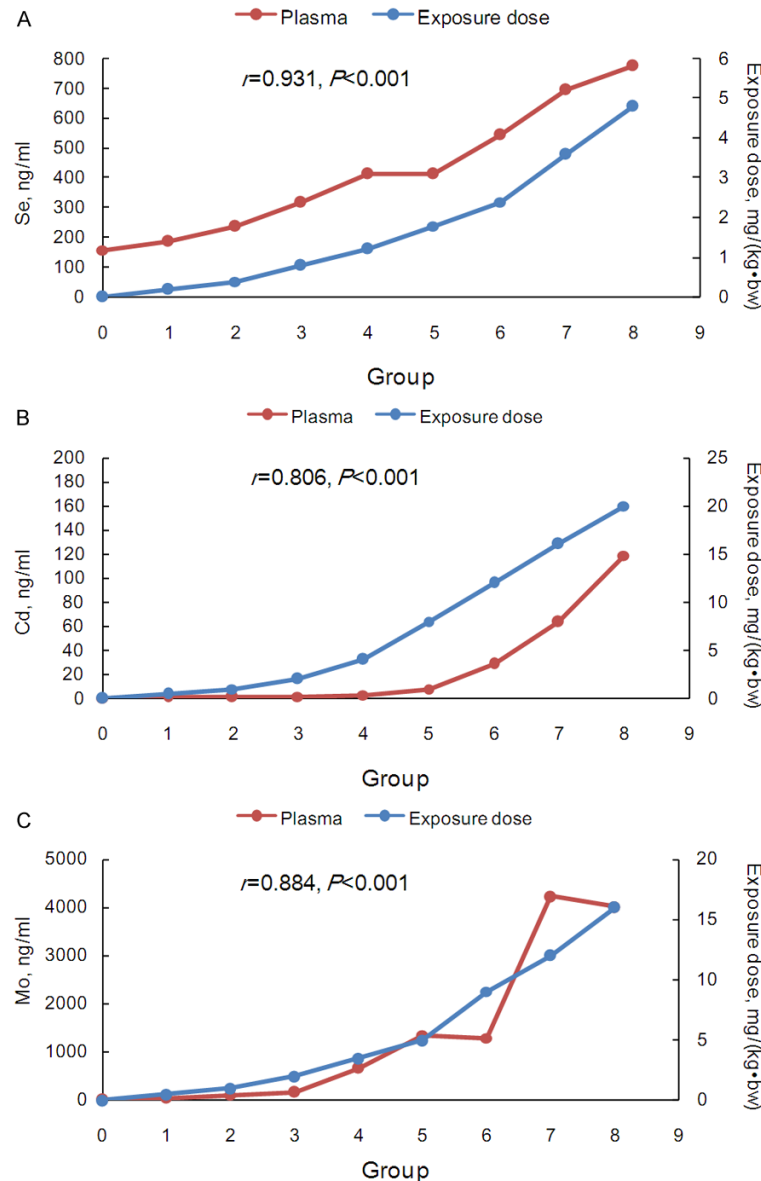 A
Plasma Exposure dose
r=0.931, P<0.001
Se, ng/ml
800
700
600
500
400
300
200
100
0
Exposure dose, mg/(kg•bw)
6
5
4
3
2
1
0
0 1 2 3 4 5 6 7 8 9
Group
B
Plasma Exposure dose
r=0.806, P<0.001
Cd, ng/ml
200
180
160
140
120
100
80
60
40
20
0
Exposure dose, mg/(kg•bw)
25
20
15
10
5
0
0 1 2 3 4 5 6 7 8 9
Group
C
Plasma Exposure dose
r=0.884, P<0.001
Mo, ng/ml
5000
4000
3000
2000
1000
0
Exposure dose, mg/(kg•bw)
20
15
10
5
0
0 1 2 3 4 5 6 7 8 9
Group